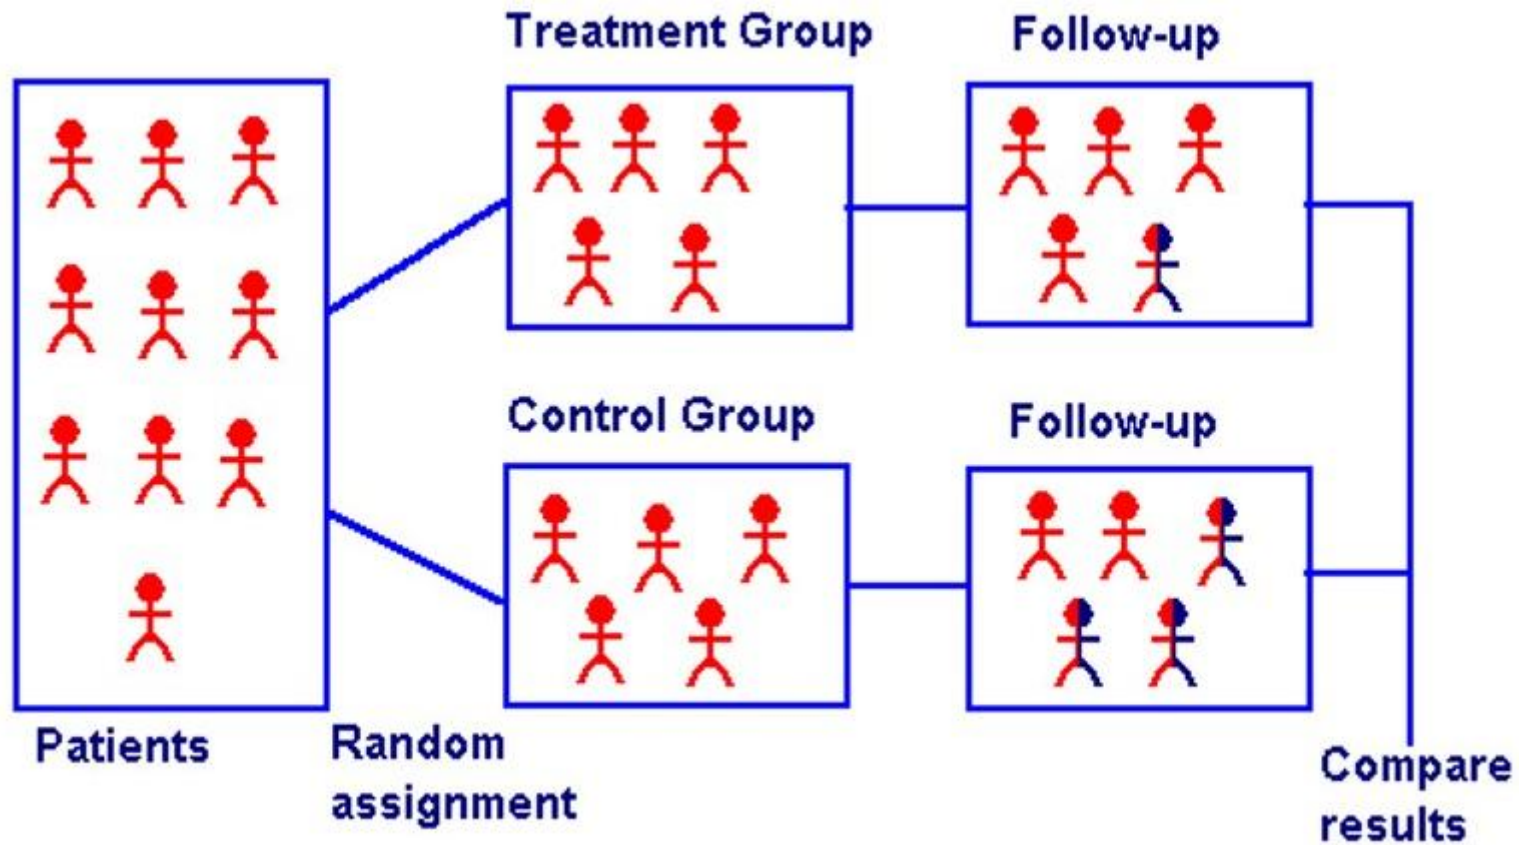 Treatment Group
Follow-up
Control Group
Follow-up
Patients
Random
assignment
Compare
results